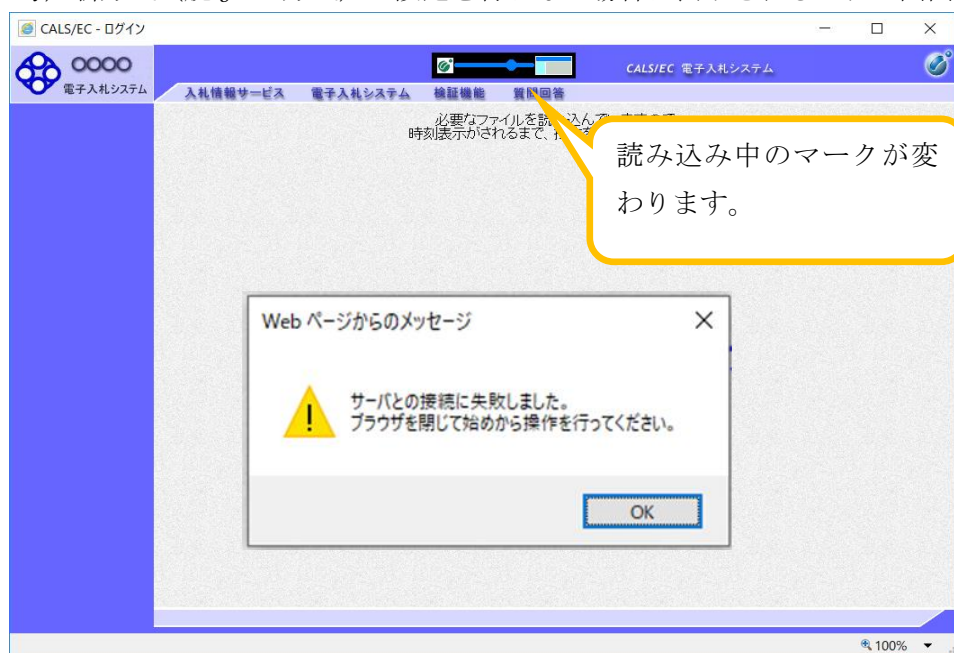 CALS/EC - ログイン
〇〇〇〇
電子入札システム
CALS/EC 電子入札システム
入札情報サービス 電子入札システム 検証機能 質問回答
必要なファイルを読み込んで
時刻表示がされるまで、
読み込み中のマークが変
わります。
Web ページからのメッセージ
サーバとの接続に失敗しました。
ブラウザを閉じて始めから操作を行ってください。
OK
100%